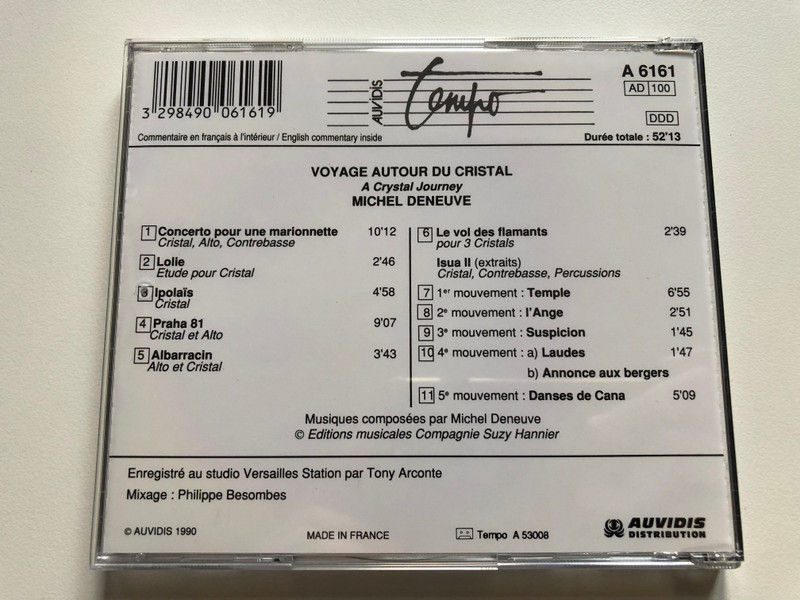 3 298490 061619
AUVIDIS
Tempo
A 6161
AD 100
DDD
Commentaire en français à l'intérieur / English commentary inside
Durée totale : 52'13
VOYAGE AUTOUR DU CRISTAL
A Crystal Journey
MICHEL DENEUVE
1 Concerto pour une marionnette 10'12
Cristal, Alto, Contrebasse
2 Lolie 2'46
Etude pour Cristal
3 Ipolaïs 4'58
Cristal
4 Praha 81 9'07
Cristal et Alto
5 Albarracin 3'43
Alto et Cristal
6 Le vol des flamants 2'39
pour 3 Cristals
Isua II (extraits)
Cristal, Contrebasse, Percussions
7 1er mouvement : Temple 6'55
8 2e mouvement : l'Ange 2'51
9 3e mouvement : Suspicion 1'45
10 4e mouvement : a) Laudes 1'47
b) Annonce aux bergers
11 5e mouvement : Danses de Cana 5'09
Musiques composées par Michel Deneuve
© Editions musicales Compagnie Suzy Hannier
Enregistré au studio Versailles Station par Tony Arconte
Mixage : Philippe Besombes
© AUVIDIS 1990
MADE IN FRANCE
Tempo A 53008
AUVIDIS
DISTRIBUTION